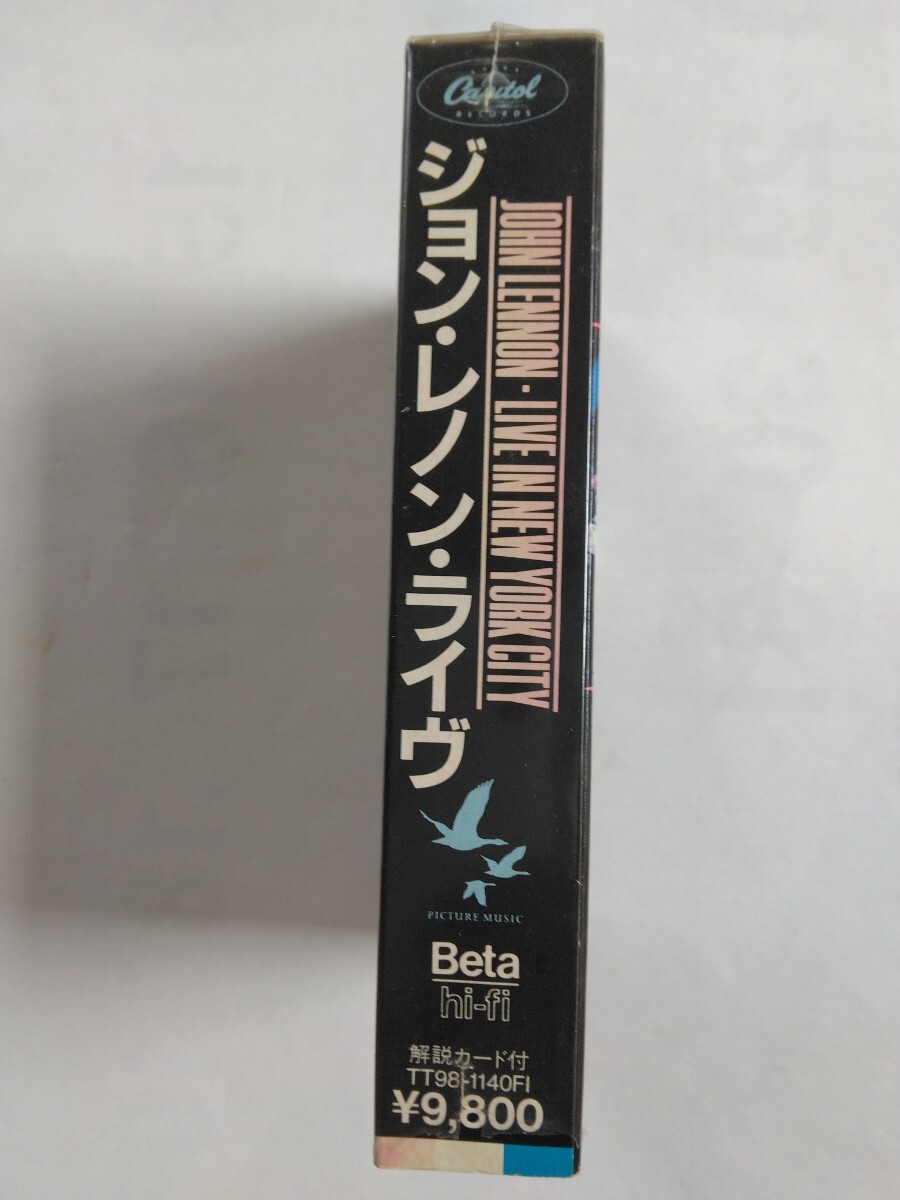 Capitol
RECORDS
ジョン・レノン・ライヴ
JOHN LENNON・LIVE IN NEW YORK CITY
PICTURE MUSIC
Beta
hi-fi
解説カード付
TT98-1140FI
¥9,800